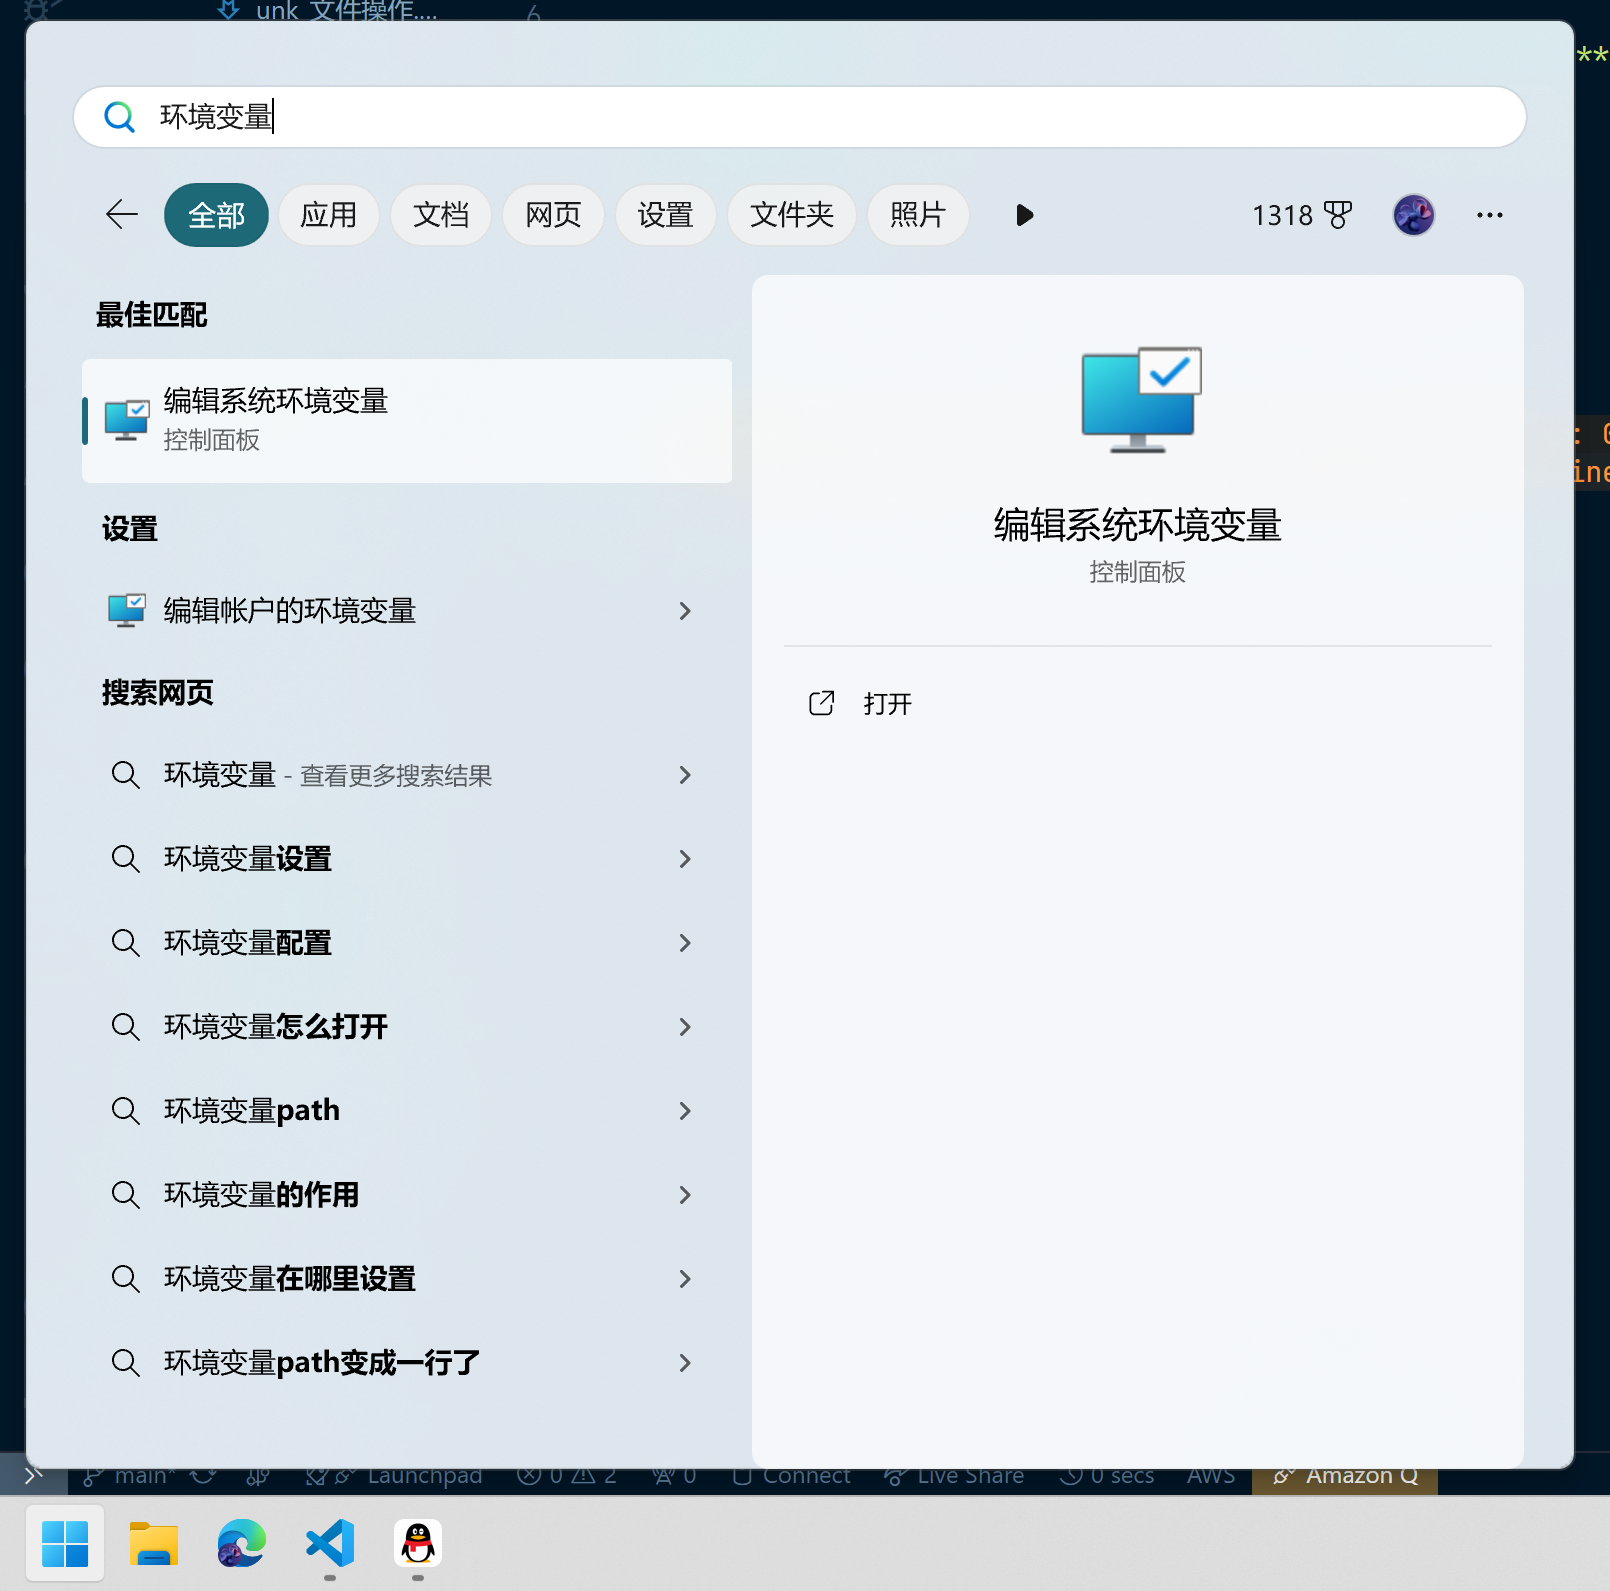 unk 文件操作....
6
**
环境变量
全部 应用 文档 网页 设置 文件夹 照片 1318
最佳匹配
编辑系统环境变量
控制面板
设置
编辑帐户的环境变量
搜索网页
环境变量 - 查看更多搜索结果
环境变量设置
环境变量配置
环境变量怎么打开
环境变量path
环境变量的作用
环境变量在哪里设置
环境变量path变成一行了
编辑系统环境变量
控制面板
打开
ine
main* Launchpad 0 2 0 Connect Live Share 0 secs AWS Amazon Q